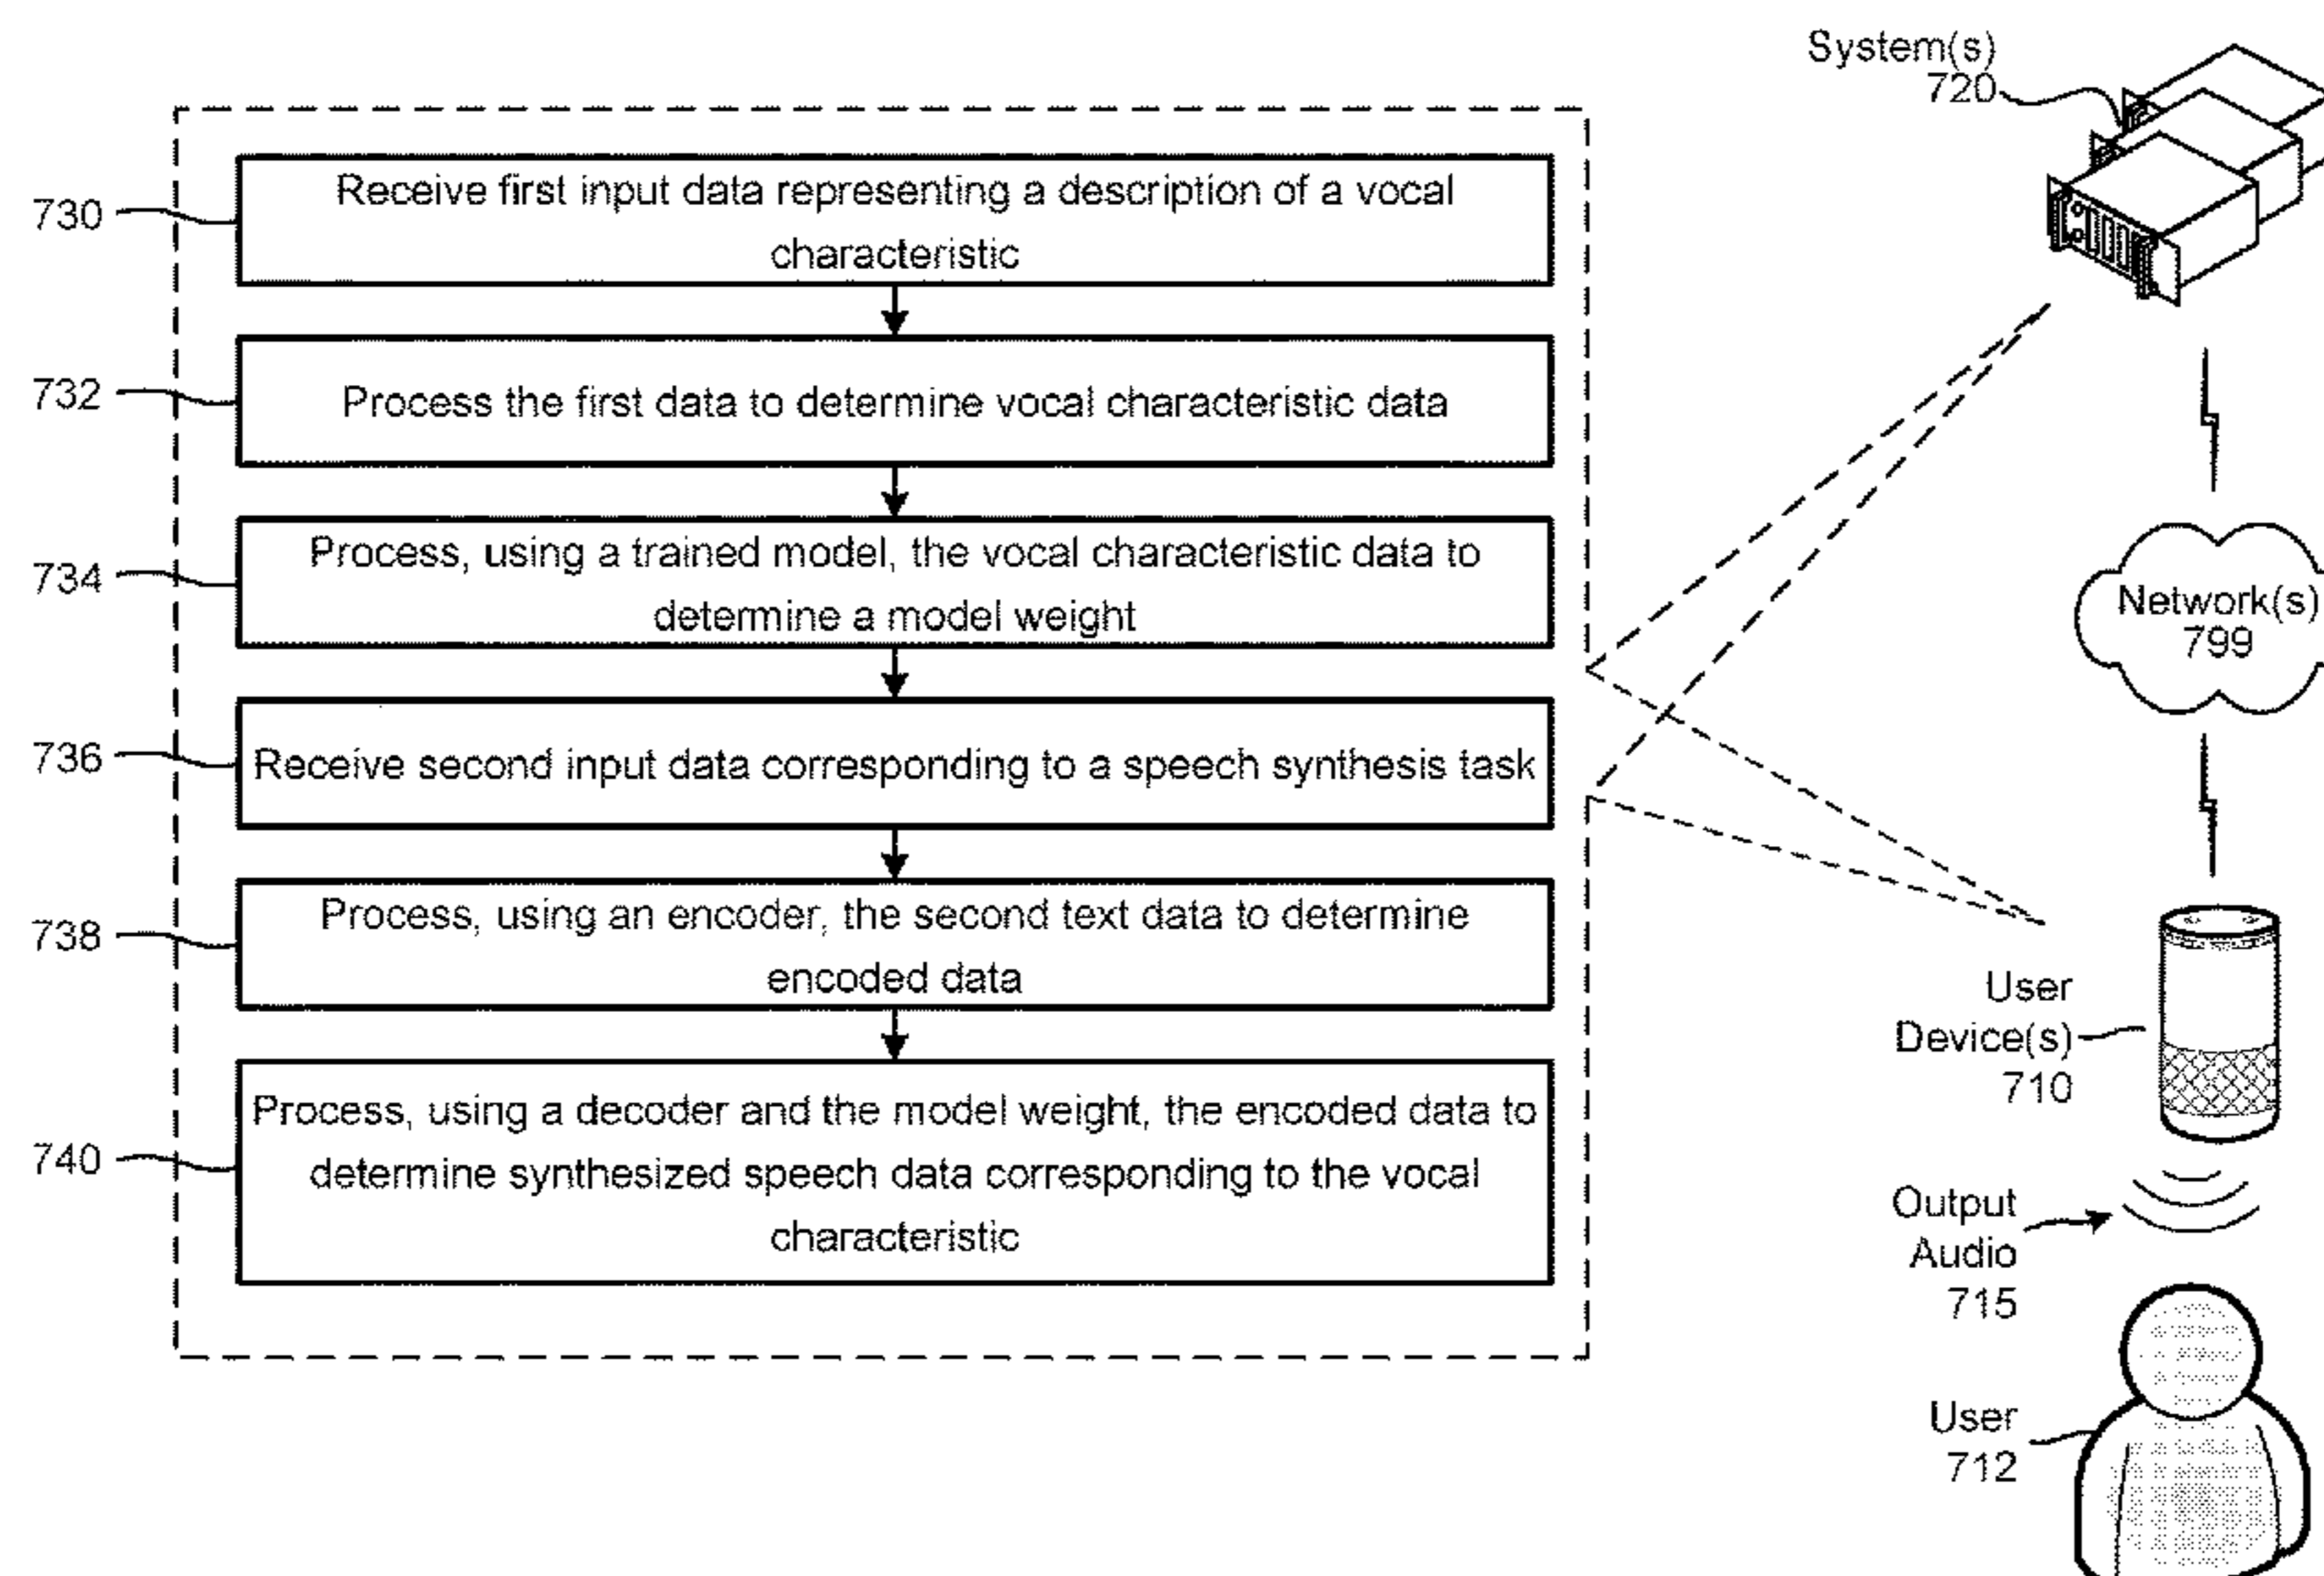 730
Receive first input data representing a description of a vocal
characteristic
732
Process the first data to determine vocal characteristic data
734
Process, using a trained model, the vocal characteristic data to
determine a model weight
736
Receive second input data corresponding to a speech synthesis task
738
Process, using an encoder, the second text data to determine
encoded data
740
Process, using a decoder and the model weight, the encoded data to
determine synthesized speech data corresponding to the vocal
characteristic
System(s)
720
Network(s)
799
User
Device(s)
710
Output
Audio
715
User
712